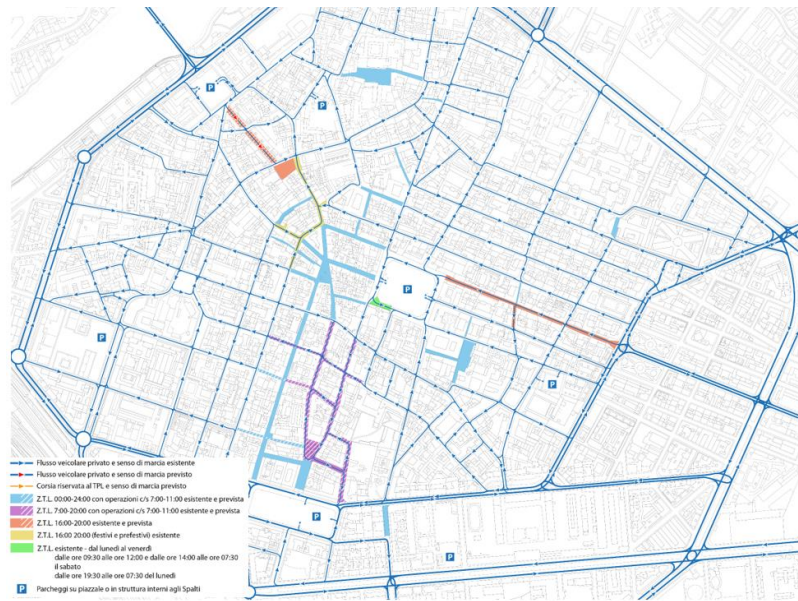 P
P
P
P
P
Flusso veicolare privato e senso di marcia esistente
Flusso veicolare privato e senso di marcia previsto
Corsia riservata al TPL e senso di marcia previsto
Z.T.L. 00:00-24:00 con operazioni c/s 7:00-11:00 esistente e prevista
Z.T.L. 7:00-20:00 con operazioni c/s 7:00-11:00 esistente e prevista
Z.T.L. 16:00-20:00 esistente e prevista
Z.T.L. 16:00 20:00 (festivi e prefestivi) esistente
Z.T.L. esistente - dal lunedì al venerdì
dalle ore 09:30 alle ore 12:00 e dalle ore 14:00 alle ore 07:30
il sabato
dalle ore 19:30 alle ore 07:30 del lunedì
P
P
P Parcheggi su piazzale o in struttura interni agli Spalti